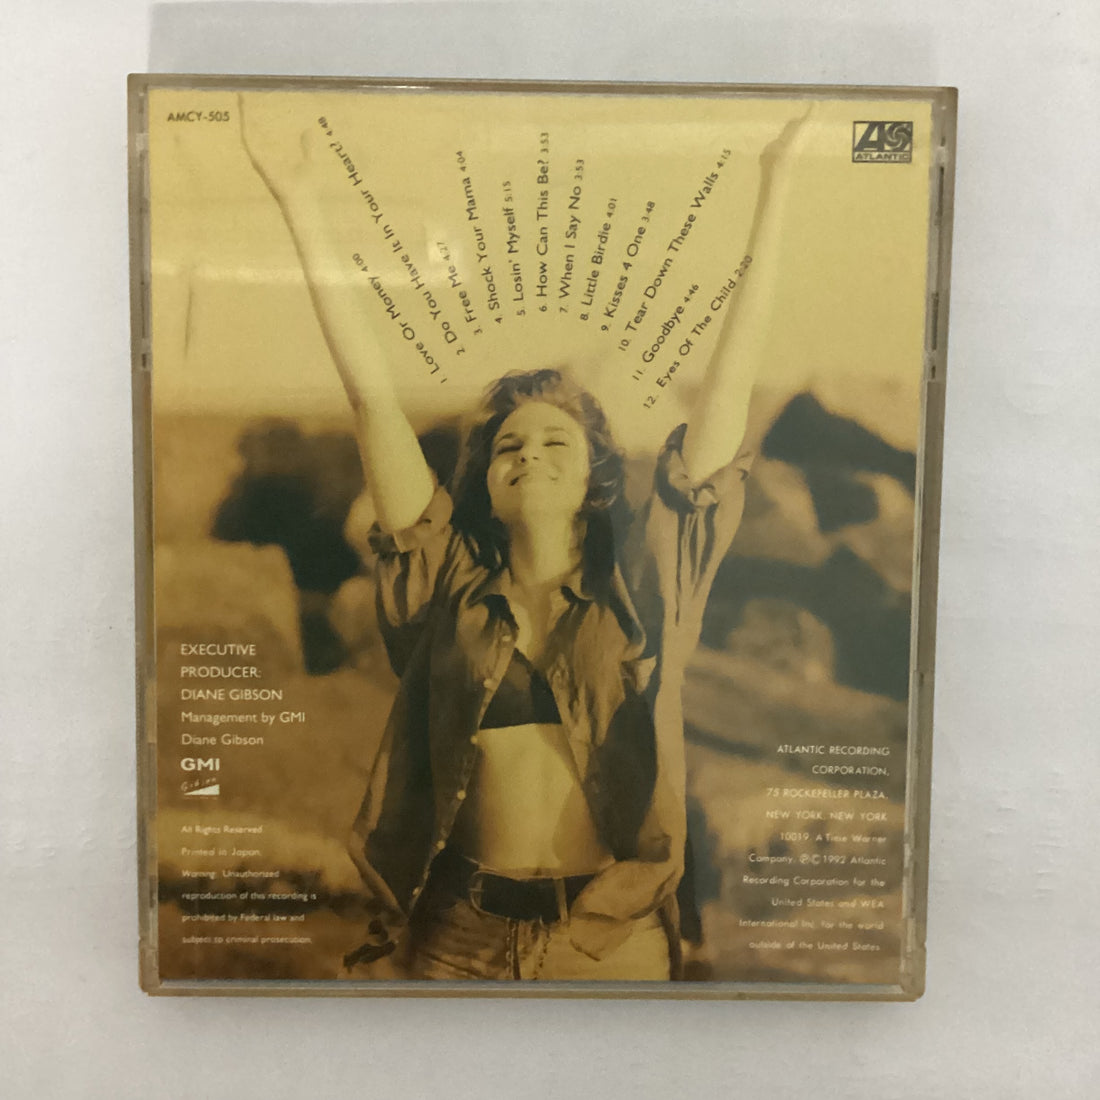 AMCY-505
ATLANTIC
1 Love Or Money 4:00
2 Do You Have It In Your Heart? 4:48
3. Free Me 4:27
4. Shock Your Mama 4:04
5. Losin' Myself 5:15
6. How Can This Be? 3:53
7. When I Say No 3:53
8. Little Birdie 4:01
9. Kisses 4 One 3:48
10. Tear Down These Walls 4:15
11. Goodbye 4:46
12. Eyes Of The Child 2:20
EXECUTIVE
PRODUCER:
DIANE GIBSON
Management by GMI
Diane Gibson
GMI
Gibson
All Rights Reserved
Printed in Japan.
Warning: Unauthorized
reproduction of this recording is
prohibited by Federal law and
subject to criminal prosecution.
ATLANTIC RECORDING
CORPORATION,
75 ROCKEFELLER PLAZA,
NEW YORK, NEW YORK
10019. A Time Warner
Company. ℗©1992 Atlantic
Recording Corporation for the
United States and WEA
International Inc. for the world
outside of the United States.